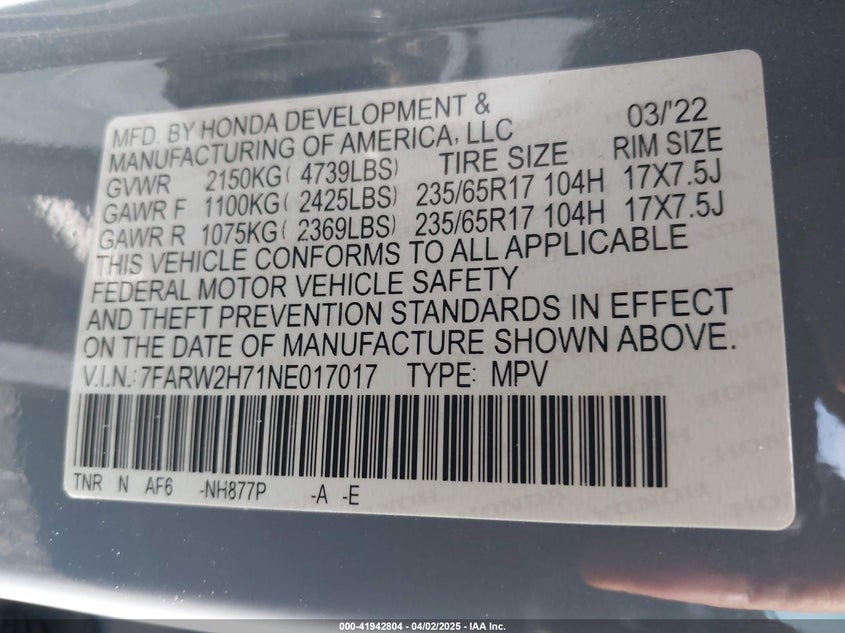 MFD. BY HONDA DEVELOPMENT & 03/'22
MANUFACTURING OF AMERICA, LLC
GVWR 2150KG( 4739LBS) TIRE SIZE RIM SIZE
GAWR F 1100KG( 2425LBS) 235/65R17 104H 17X7.5J
GAWR R 1075KG( 2369LBS) 235/65R17 104H 17X7.5J
THIS VEHICLE CONFORMS TO ALL APPLICABLE
FEDERAL MOTOR VEHICLE SAFETY
AND THEFT PREVENTION STANDARDS IN EFFECT
ON THE DATE OF MANUFACTURE SHOWN ABOVE.
V.I.N.:7FARW2H71NE017017 TYPE: MPV
TNR N AF6 -NH877P -A -E
000-41942804 - 04/02/2025 - IAA Inc.